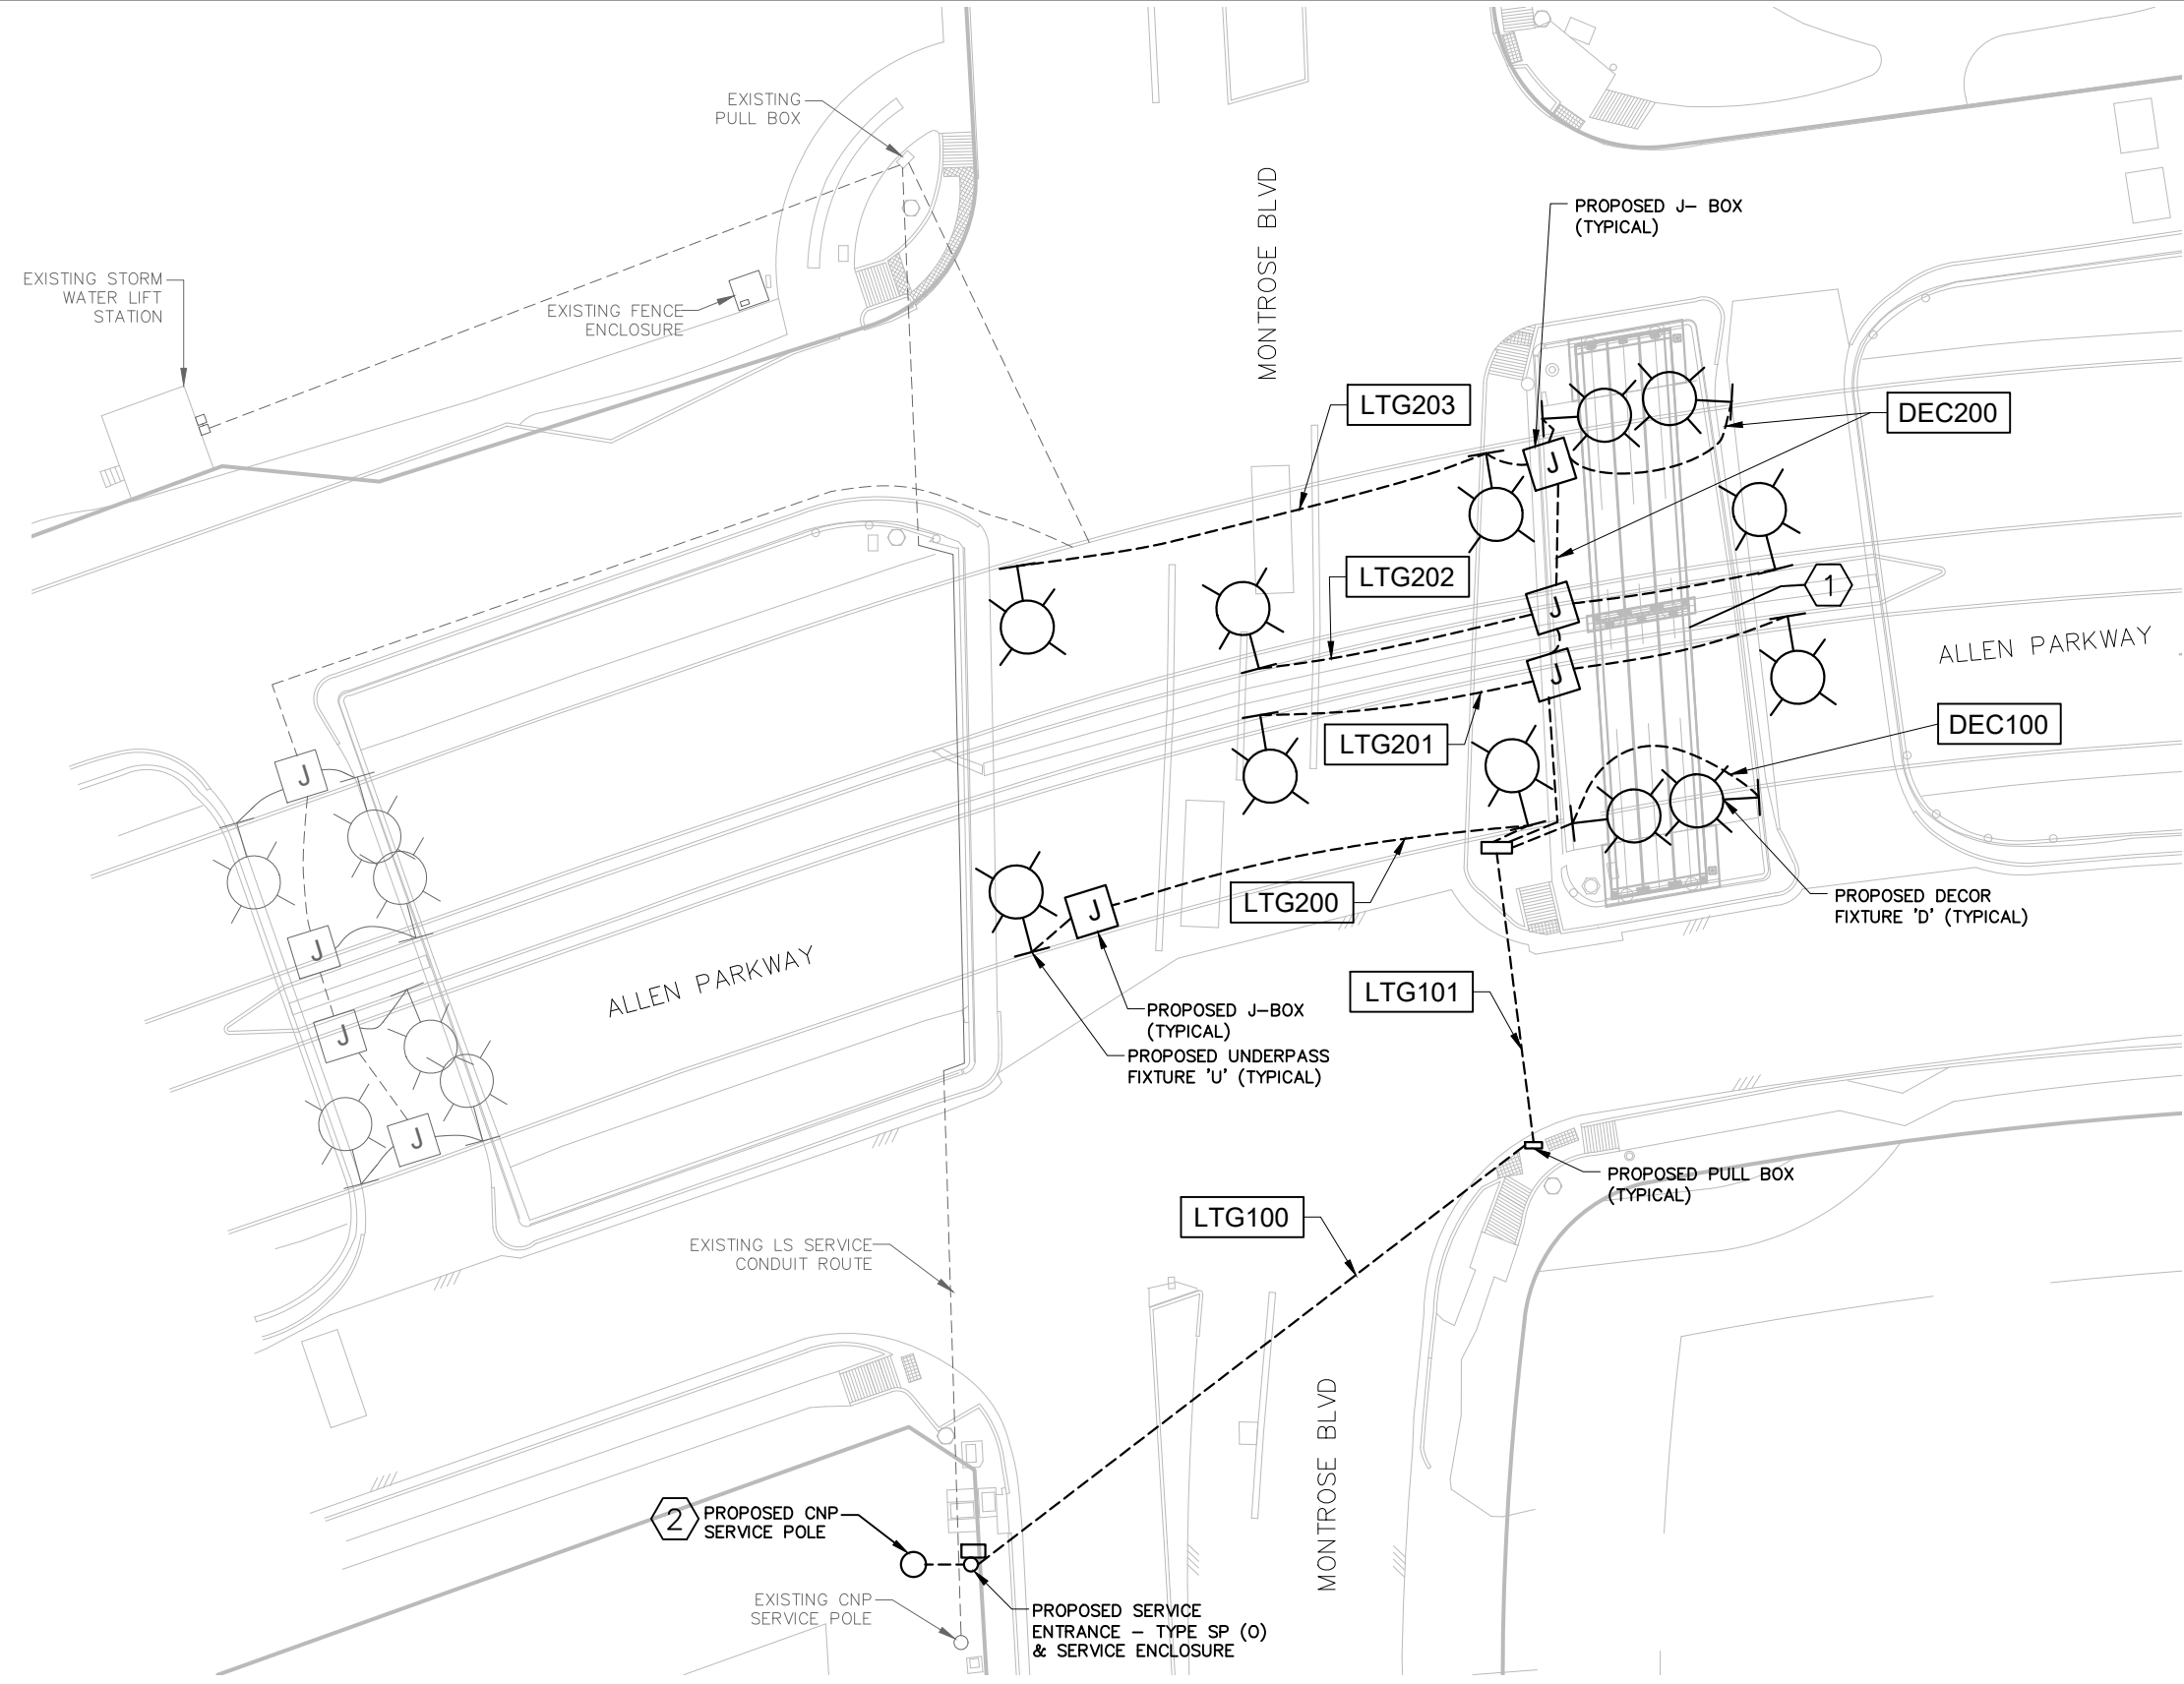 EXISTING
PULL BOX
MONTROSE BLVD
PROPOSED J- BOX
(TYPICAL)
EXISTING STORM
WATER LIFT
STATION
EXISTING FENCE
ENCLOSURE
LTG203
DEC200
J
LTG202
1
J
ALLEN PARKWAY
J
LTG201
DEC100
J
LTG200
PROPOSED DECOR
FIXTURE 'D' (TYPICAL)
J
J
ALLEN PARKWAY
LTG101
PROPOSED J-BOX
(TYPICAL)
PROPOSED UNDERPASS
FIXTURE 'U' (TYPICAL)
J
J
PROPOSED PULL BOX
(TYPICAL)
LTG100
EXISTING LS SERVICE
CONDUIT ROUTE
MONTROSE BLVD
2
PROPOSED CNP
SERVICE POLE
EXISTING CNP
SERVICE POLE
PROPOSED SERVICE
ENTRANCE - TYPE SP (O)
& SERVICE ENCLOSURE